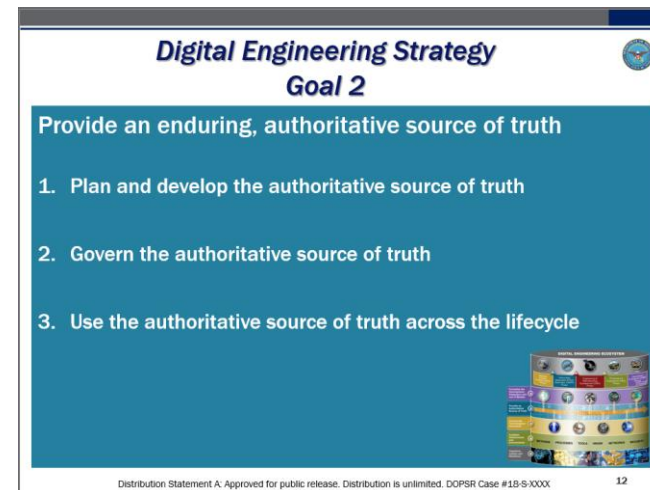 Digital Engineering Strategy
Goal 2
Provide an enduring, authoritative source of truth
1. Plan and develop the authoritative source of truth
2. Govern the authoritative source of truth
3. Use the authoritative source of truth across the lifecycle
DIGITAL ENGINEERING ECOSYSTEM
Distribution Statement A: Approved for public release. Distribution is unlimited. DOPSR Case #18-S-XXXX
12